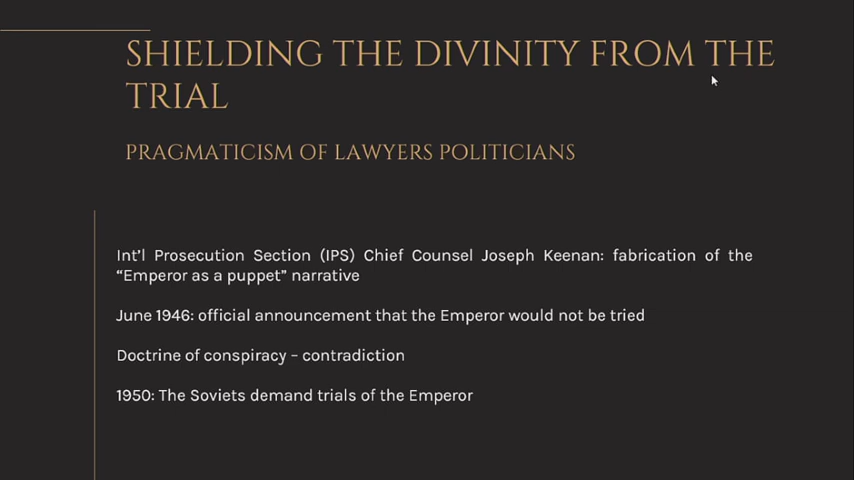 SHIELDING THE DIVINITY FROM THE
TRIAL
PRAGMATICISM OF LAWYERS POLITICIANS
Int’l Prosecution Section (IPS) Chief Counsel Joseph Keenan: fabrication of the
“Emperor as a puppet” narrative
June 1946: official announcement that the Emperor would not be tried
Doctrine of conspiracy – contradiction
1950: The Soviets demand trials of the Emperor